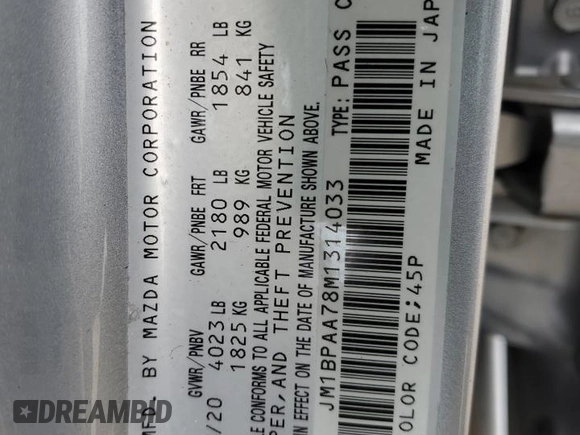 MFD. BY MAZDA MOTOR CORPORATION
GVWR/PNBV GAWR/PNBE FRT GAWR/PNBE RR
/20 4023 LB 2180 LB 1854 LB
1825 KG 989 KG 841 KG
CONFORMS TO ALL APPLICABLE FEDERAL MOTOR VEHICLE SAFETY
AND THEFT PREVENTION
IN EFFECT ON THE DATE OF MANUFACTURE SHOWN ABOVE.
JM1BPAA78M1314033 TYPE: PASS C
MADE IN JAP
OLOR CODE;45P
© RAPIDCARBID